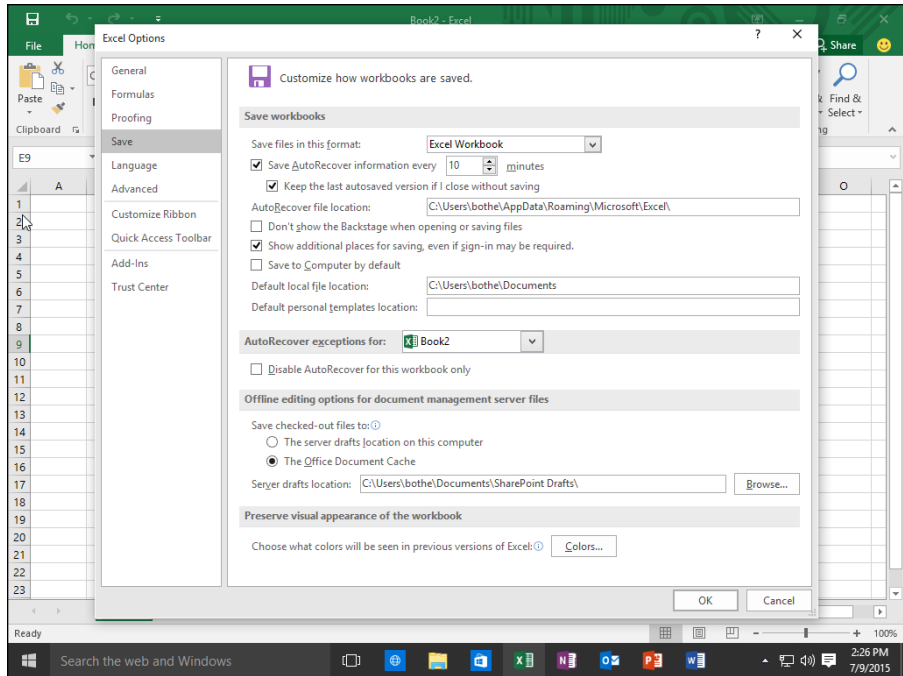 Book2 - Excel
File
Hom
Share
Excel Options
?
Paste
Clipboard
Find &
Select
E9
A
O
1
2
3
4
5
6
7
8
9
10
11
12
13
14
15
16
17
18
19
20
21
22
23
General
Formulas
Proofing
Save
Language
Advanced
Customize Ribbon
Quick Access Toolbar
Add-Ins
Trust Center
Customize how workbooks are saved.
Save workbooks
Save files in this format: Excel Workbook
Save AutoRecover information every 10 minutes
Keep the last autosaved version if I close without saving
AutoRecover file location: C:\Users\bothe\AppData\Roaming\Microsoft\Excel\
Don't show the Backstage when opening or saving files
Show additional places for saving, even if sign-in may be required.
Save to Computer by default
Default local file location: C:\Users\bothe\Documents
Default personal templates location:
AutoRecover exceptions for: Book2
Disable AutoRecover for this workbook only
Offline editing options for document management server files
Save checked-out files to:
The server drafts location on this computer
The Office Document Cache
Server drafts location: C:\Users\bothe\Documents\SharePoint Drafts\ Browse...
Preserve visual appearance of the workbook
Choose what colors will be seen in previous versions of Excel: Colors...
OK Cancel
Ready
100%
Search the web and Windows
2:26 PM
7/9/2015